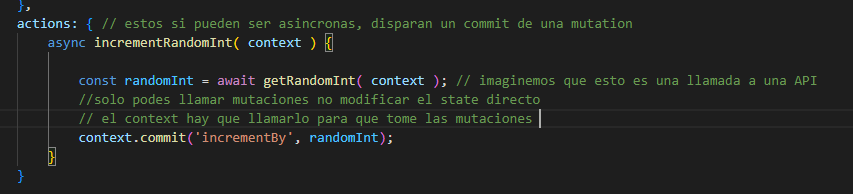 },
actions: { // estos si pueden ser asincronas, disparan un commit de una mutation
async incrementRandomInt( context ) {
const randomInt = await getRandomInt( context ); // imaginemos que esto es una llamada a una API
//solo podes llamar mutaciones no modificar el state directo
// el context hay que llamarlo para que tome las mutaciones
context.commit('incrementBy', randomInt);
}
}